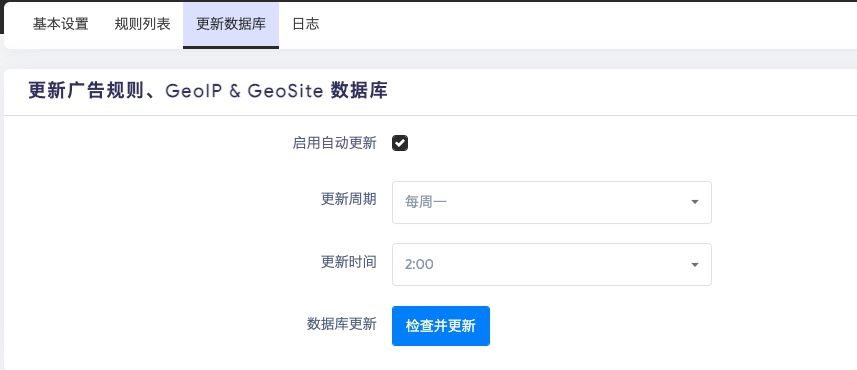 基本设置 规则列表 更新数据库 日志
更新广告规则、GeoIP & GeoSite 数据库
启用自动更新
更新周期 每周一
更新时间 2:00
数据库更新 检查并更新